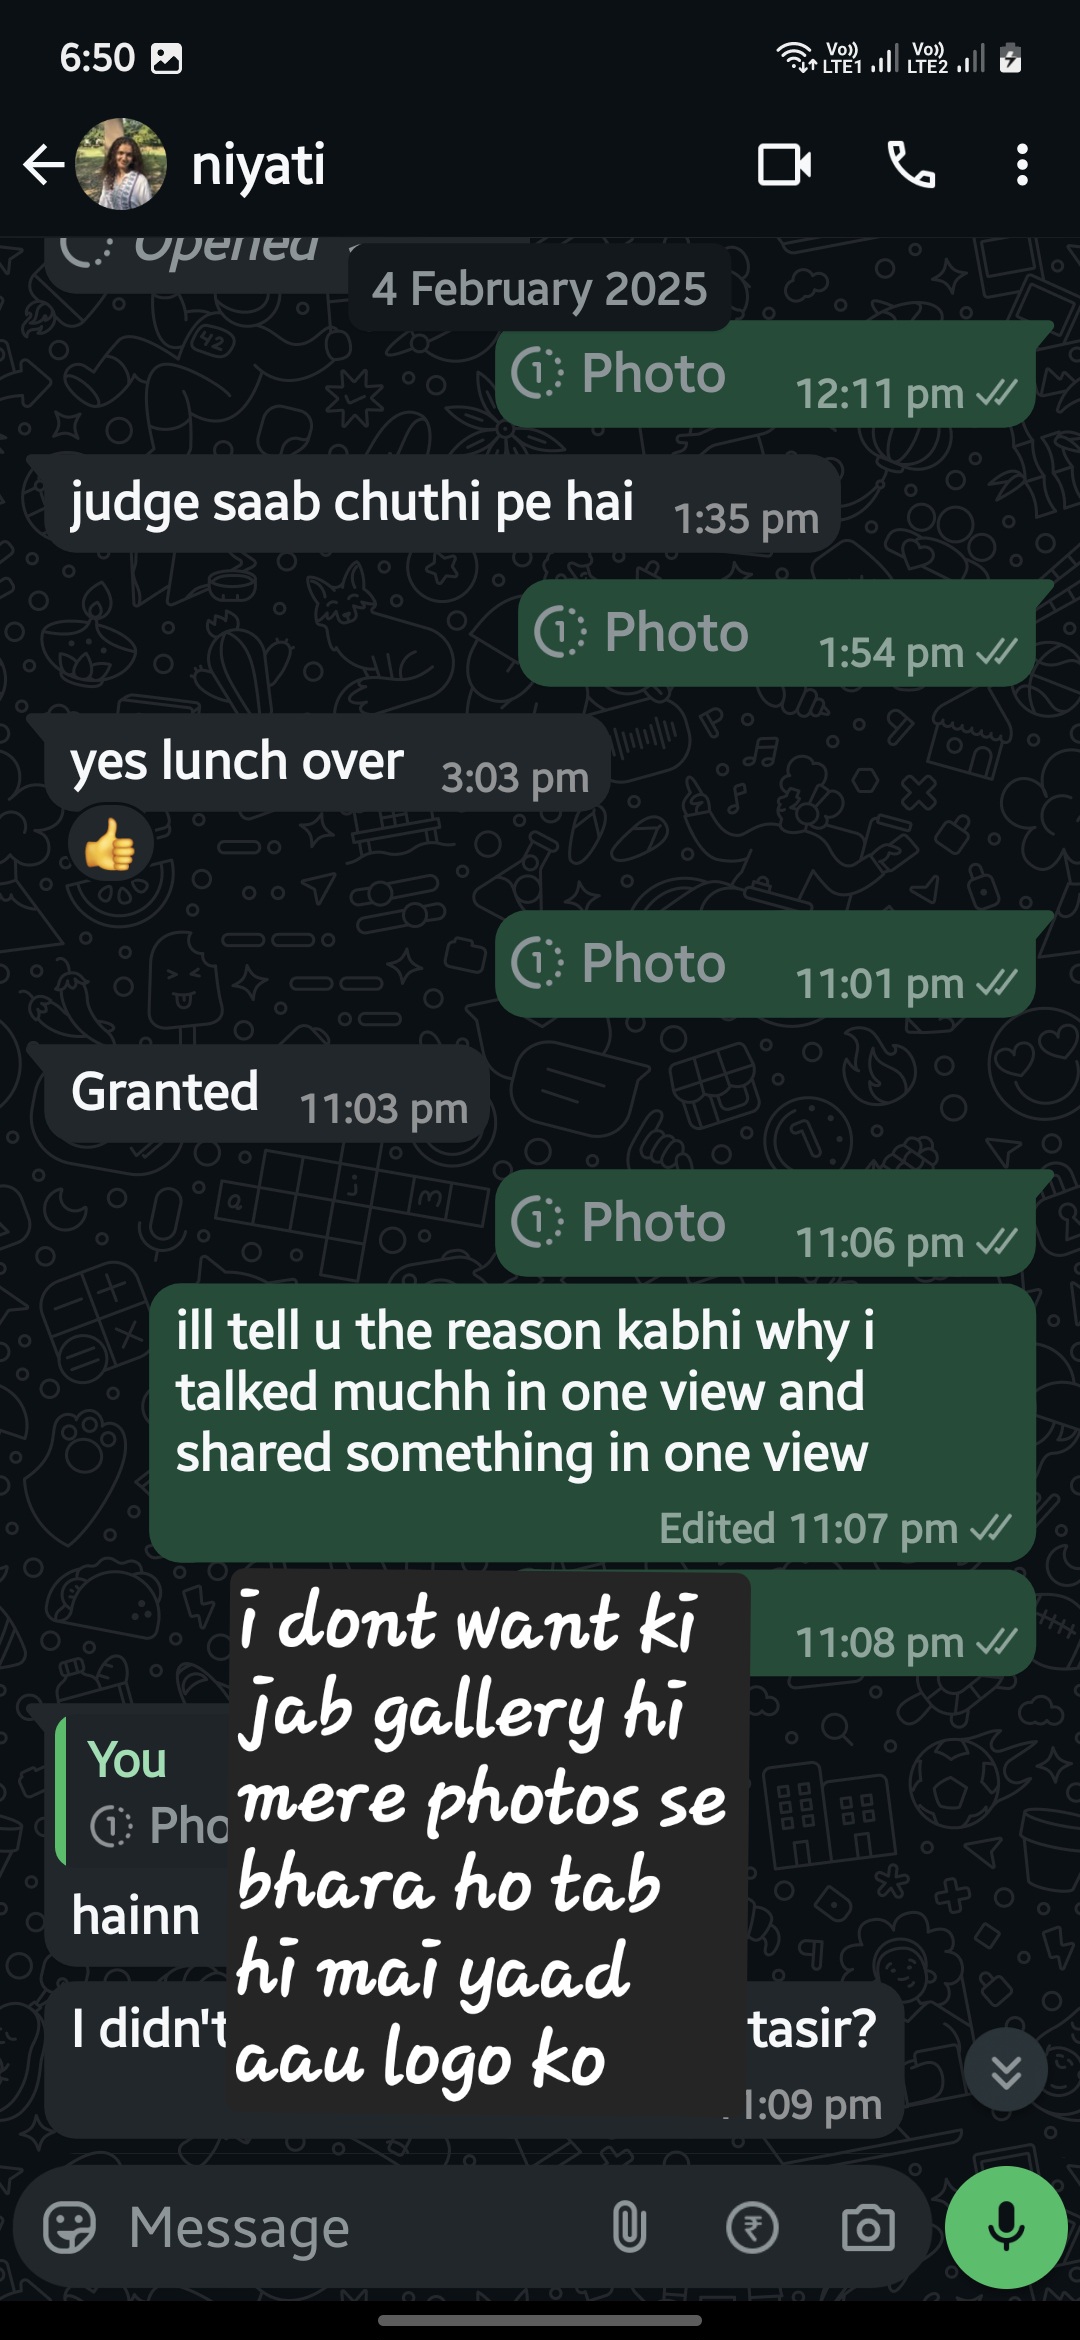 6:50
Vo)) LTE1 Vo)) LTE2
niyati
Opened
4 February 2025
1 Photo
12:11 pm
judge saab chuthi pe hai 1:35 pm
1 Photo
1:54 pm
yes lunch over 3:03 pm
1 Photo
11:01 pm
Granted 11:03 pm
1 Photo
11:06 pm
ill tell u the reason kabhi why i
talked muchh in one view and
shared something in one view
Edited 11:07 pm
i dont want ki
11:08 pm
jab gallery hi
You
mere photos se
1 Pho
bhara ho tab
hainn
hi mai yaad
I didn't
tasir?
aau logo ko
1:09 pm
Message